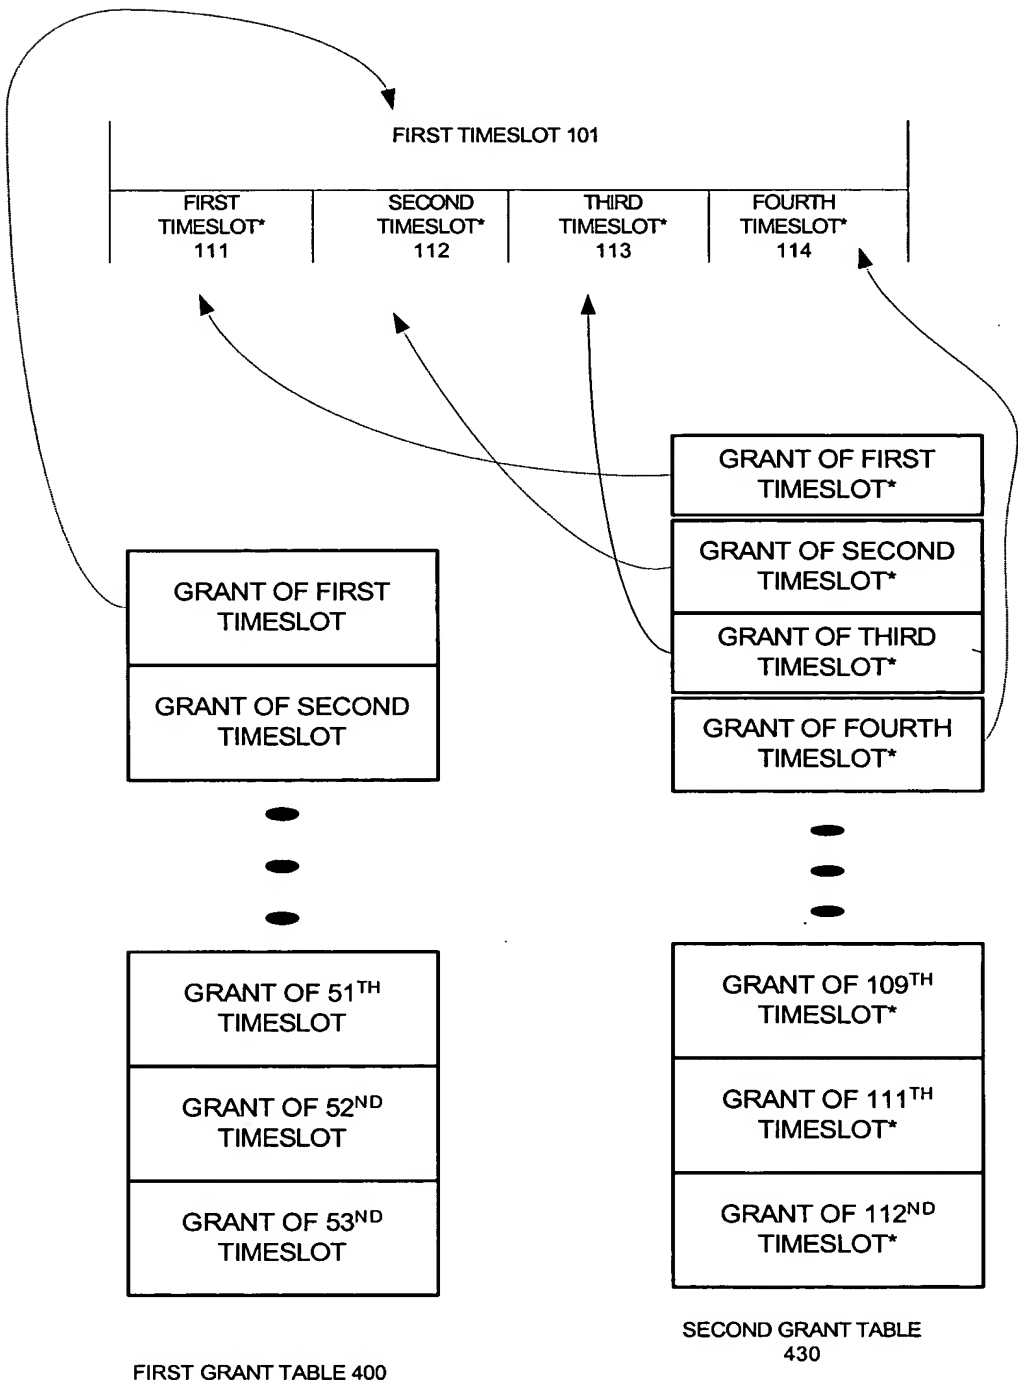 FIRST TIMESLOT 101
FIRST
TIMESLOT*
111
SECOND
TIMESLOT*
112
THIRD
TIMESLOT*
113
FOURTH
TIMESLOT*
114
GRANT OF FIRST
TIMESLOT
GRANT OF SECOND
TIMESLOT
GRANT OF 51TH
TIMESLOT
GRANT OF 52ND
TIMESLOT
GRANT OF 53ND
TIMESLOT
FIRST GRANT TABLE 400
GRANT OF FIRST
TIMESLOT*
GRANT OF SECOND
TIMESLOT*
GRANT OF THIRD
TIMESLOT*
GRANT OF FOURTH
TIMESLOT*
GRANT OF 109TH
TIMESLOT*
GRANT OF 111TH
TIMESLOT*
GRANT OF 112ND
TIMESLOT*
SECOND GRANT TABLE
430